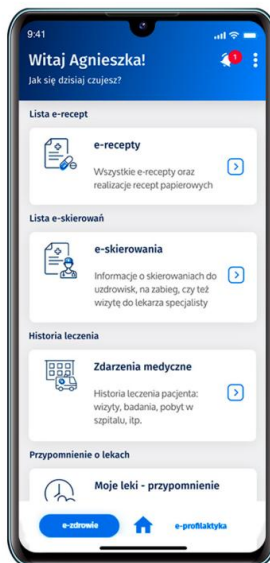 9:41
Witaj Agnieszka!
1
Jak się dzisiaj czujesz?
Lista e-recept
e-recepty
Wszystkie e-recepty oraz
realizacje recept papierowych
Lista e-skierowań
e-skierowania
Informacje o skierowaniach do
uzdrowisk, na zabieg, czy też
wizytę do lekarza specjalisty
Historia leczenia
Zdarzenia medyczne
Historia leczenia pacjenta:
wizyty, badania, pobyt w
szpitalu, itp.
Przypomnienie o lekach
Moje leki - przypomnienie
e-zdrowie
e-profilaktyka